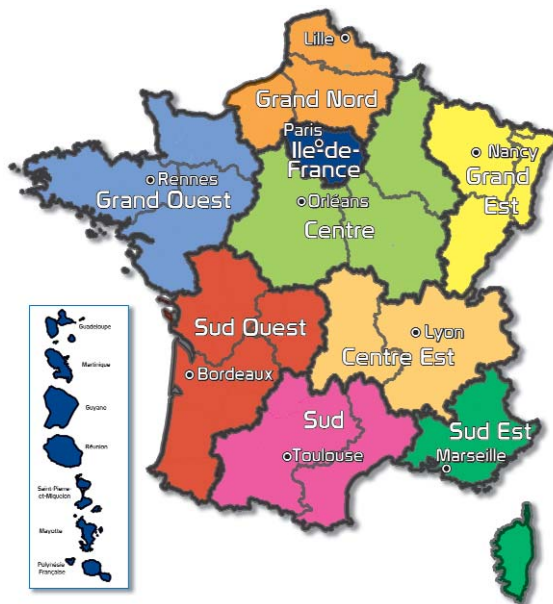 Lille
Grand Nord
Paris
Ile-de-
France
Nancy
Grand
Est
Rennes
Grand Ouest
Orléans
Centre
Sud Ouest
Bordeaux
Lyon
Centre Est
Sud
Toulouse
Sud Est
Marseille
Guadeloupe
Martinique
Guyane
Réunion
Saint-Pierre
et-Miquelon
Mayotte
Polynésie
Française